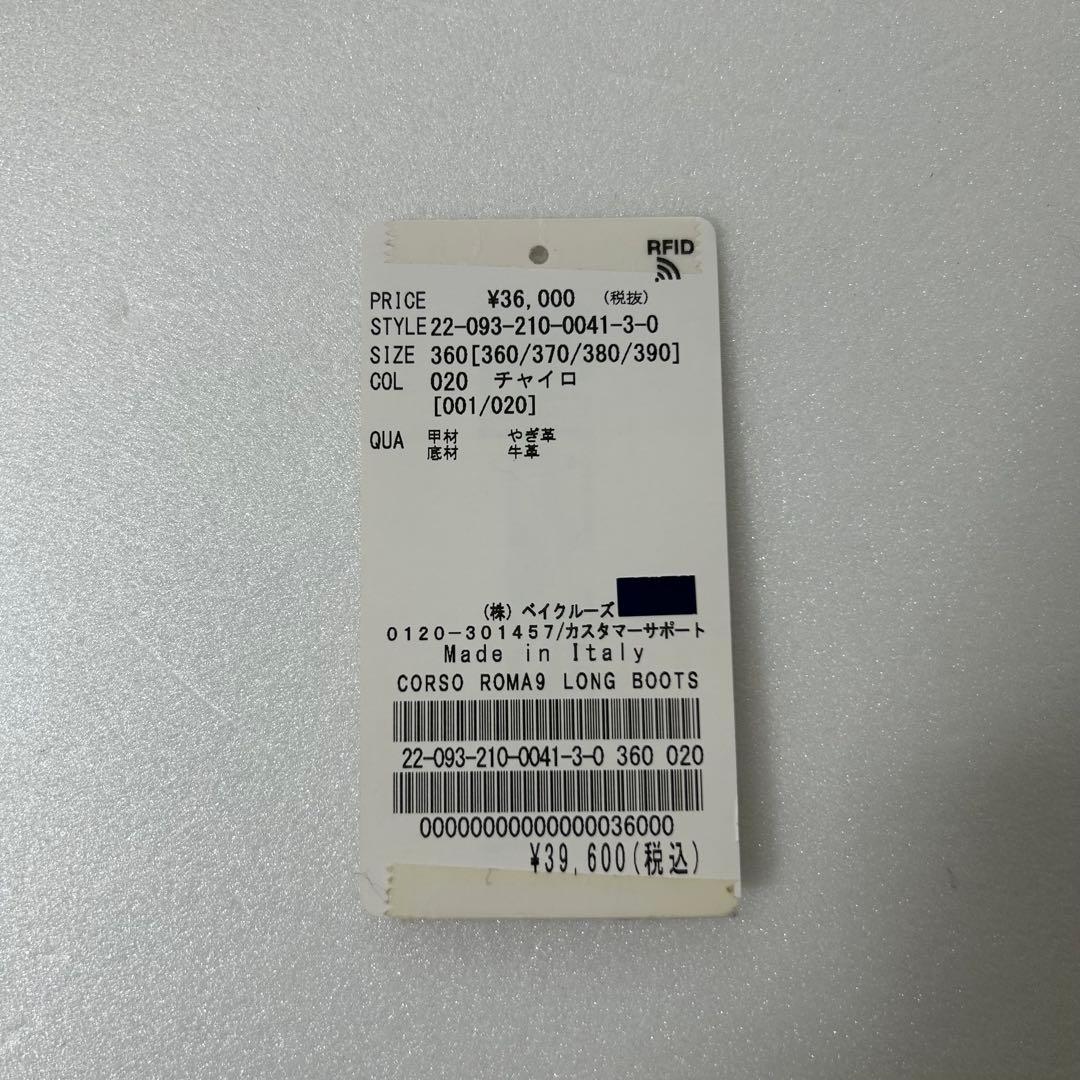 RFID
PRICE ¥36,000 (税抜)
STYLE 22-093-210-0041-3-0
SIZE 360[360/370/380/390]
COL 020 チャイロ
[001/020]
QUA 甲材 やぎ革
底材 牛革
(株) ベイクルーズ
0120-301457/カスタマーサポート
Made in Italy
CORSO ROMA9 LONG BOOTS
22-093-210-0041-3-0 360 020
00000000000000036000
¥39,600(税込)